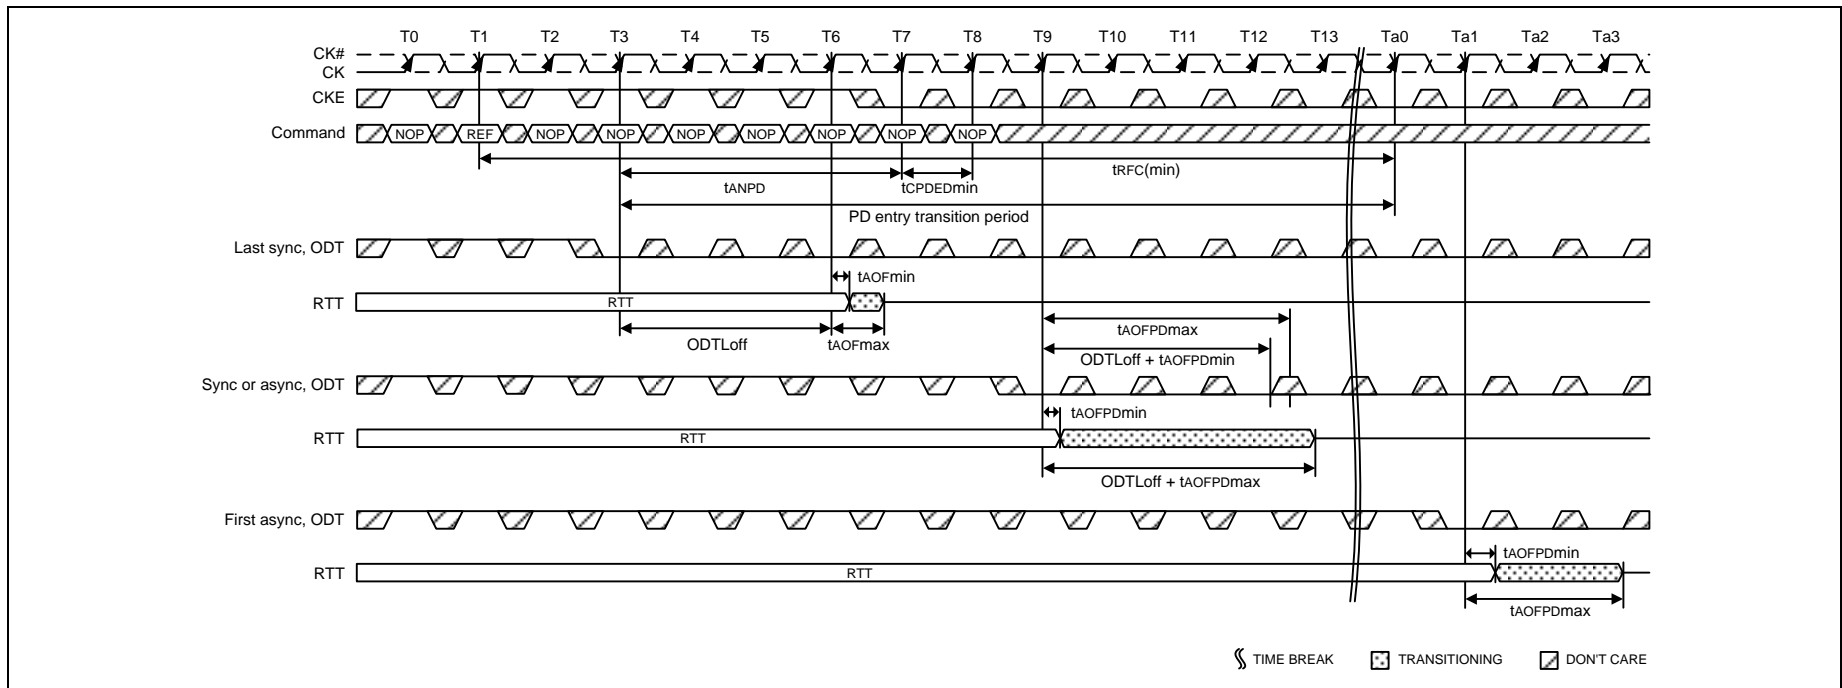 T0 T1 T2 T3 T4 T5 T6 T7 T8 T9 T10 T11 T12 T13 Ta0 Ta1 Ta2 Ta3
CK#
CK
CKE
Command NOP REF NOP NOP NOP NOP NOP NOP NOP
tRFC(min)
tANPD tCPDEDmin
PD entry transition period
Last sync, ODT
tAOFmin
RTT RTT
tAOFPDmax
ODTLoff tAOFmax
ODTLoff + tAOFPDmin
Sync or async, ODT
tAOFPDmin
RTT RTT
ODTLoff + tAOFPDmax
First async, ODT
tAOFPDmin
RTT RTT
tAOFPDmax
TIME BREAK TRANSITIONING DON'T CARE